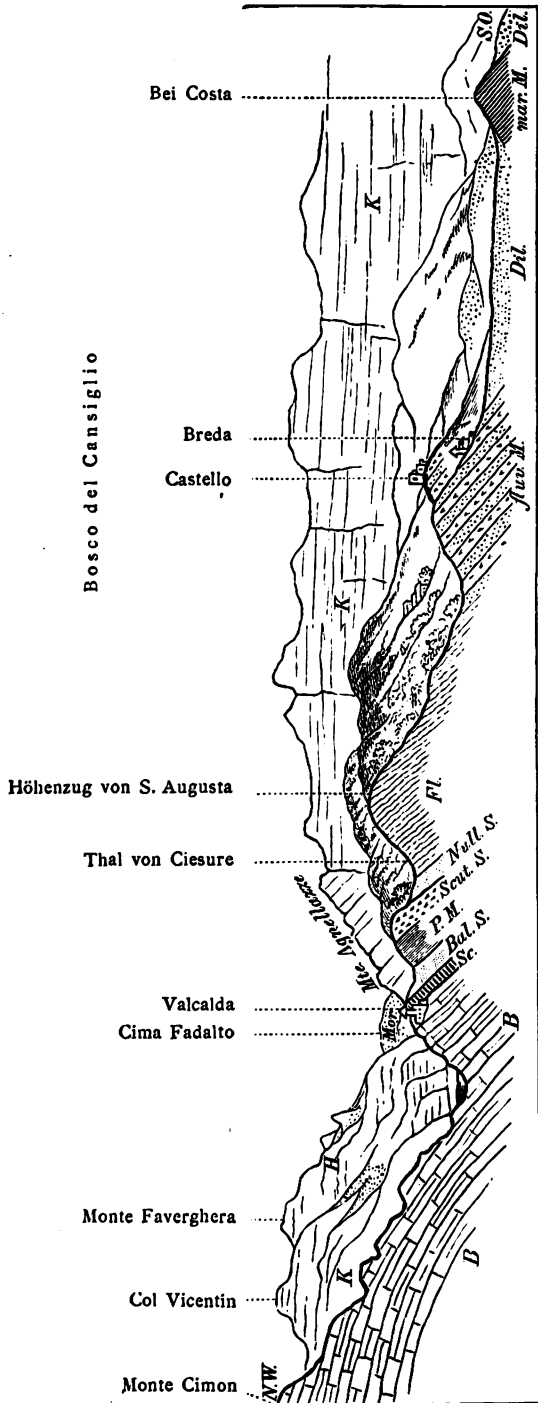 Bei Costa
Bosco del Cansiglio
Breda
Castello
Höhenzug von S. Augusta
Thal von Ciesure
Valcalda
Cima Fadalto
Monte Faverghera
Col Vicentin
Monte Cimon
S.O.
Dil.
mar. M.
K
Dil.
fluv. M.
K
Fl.
Null. S.
Scut. S.
P. M.
Bal. S.
Sc.
Mte. Agnellazze
Mor.
B
H
B
K
N.W.